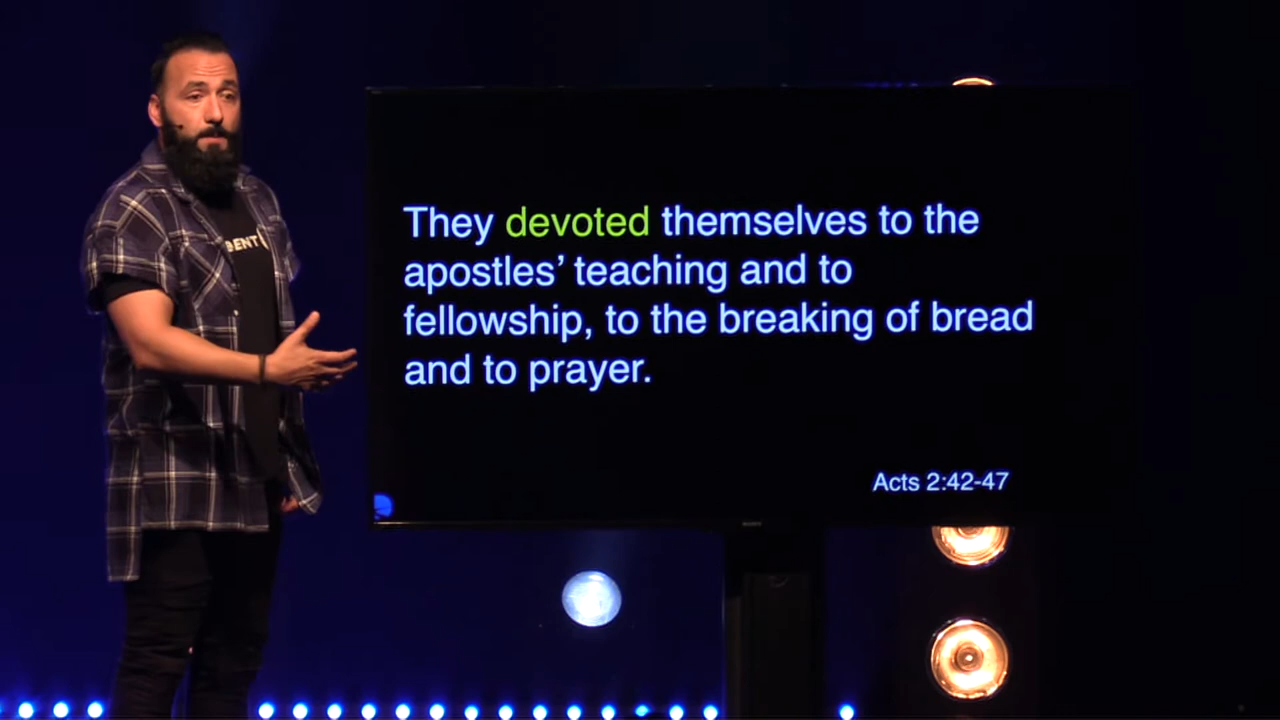 They devoted themselves to the
apostles’ teaching and to
fellowship, to the breaking of bread
and to prayer.
Acts 2:42-47